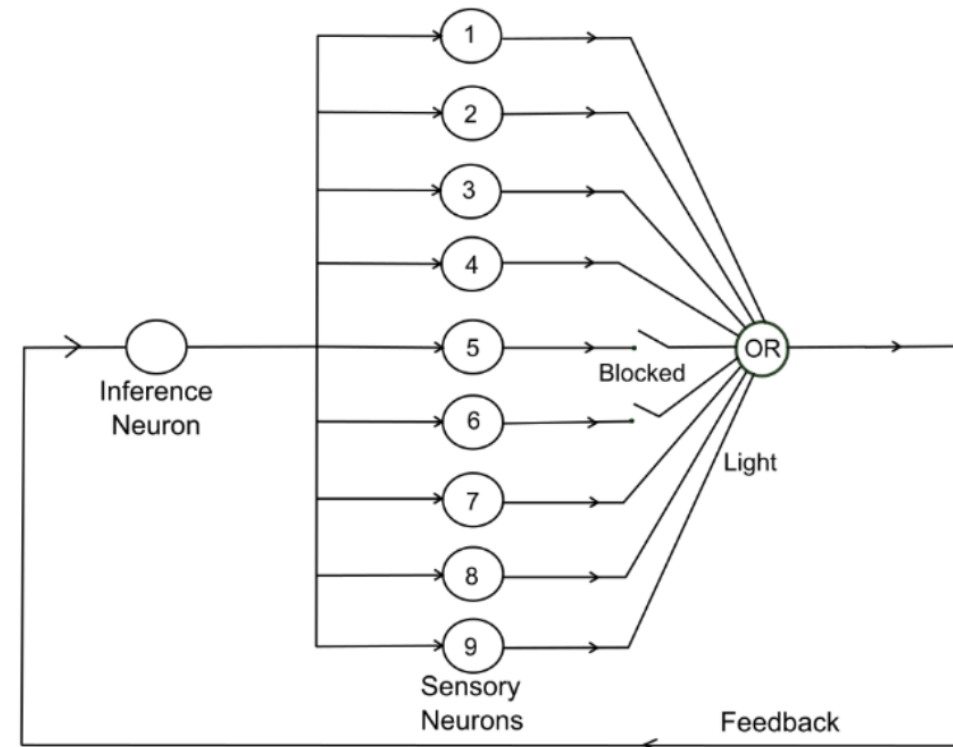 1
2
3
4
5
OR
Blocked
Inference
Neuron
6
Light
7
8
9
Sensory
Neurons
Feedback